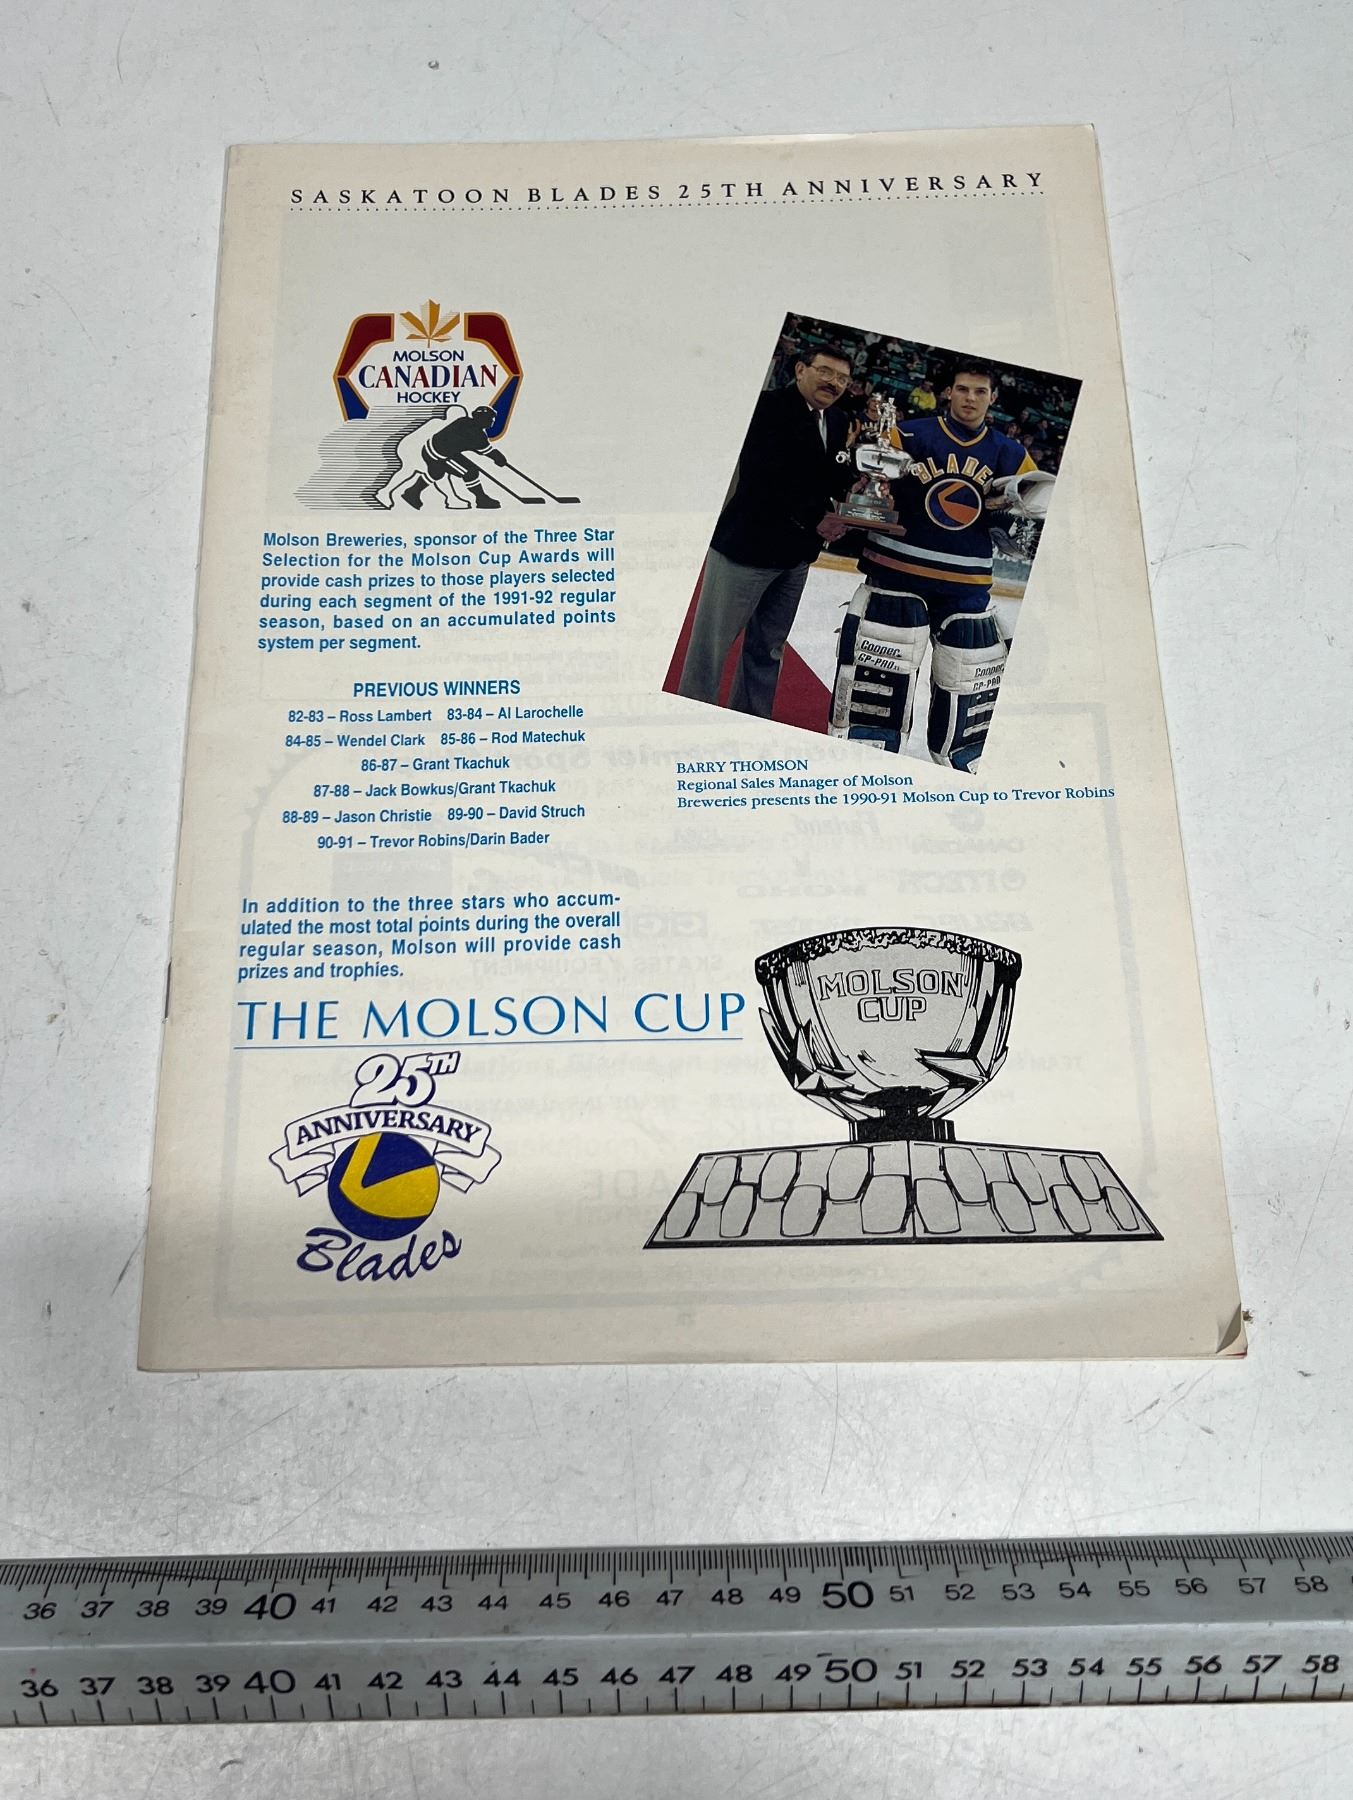 SASKATOON BLADES 25TH ANNIVERSARY
MOLSON
CANADIAN
HOCKEY
Molson Breweries, sponsor of the Three Star
Selection for the Molson Cup Awards will
provide cash prizes to those players selected
during each segment of the 1991-92 regular
season, based on an accumulated points
system per segment.
PREVIOUS WINNERS
82-83 – Ross Lambert 83-84 – Al Larochelle
84-85 – Wendel Clark 85-86 – Rod Matechuk
86-87 – Grant Tkachuk
87-88 – Jack Bowkus/Grant Tkachuk
88-89 – Jason Christie 89-90 – David Struch
90-91 – Trevor Robins/Darin Bader
BLADES
Cooper
GP-PRO
Cooper
GP-PRO
BARRY THOMSON
Regional Sales Manager of Molson
Breweries presents the 1990-91 Molson Cup to Trevor Robins
In addition to the three stars who accum-
ulated the most total points during the overall
regular season, Molson will provide cash
prizes and trophies.
THE MOLSON CUP
MOLSON
CUP
25TH
ANNIVERSARY
Blades
36 37 38 39 40 41 42 43 44 45 46 47 48 49 50 51 52 53 54 55 56 57 58
36 37 38 39 40 41 42 43 44 45 46 47 48 49 50 51 52 53 54 55 56 57 58